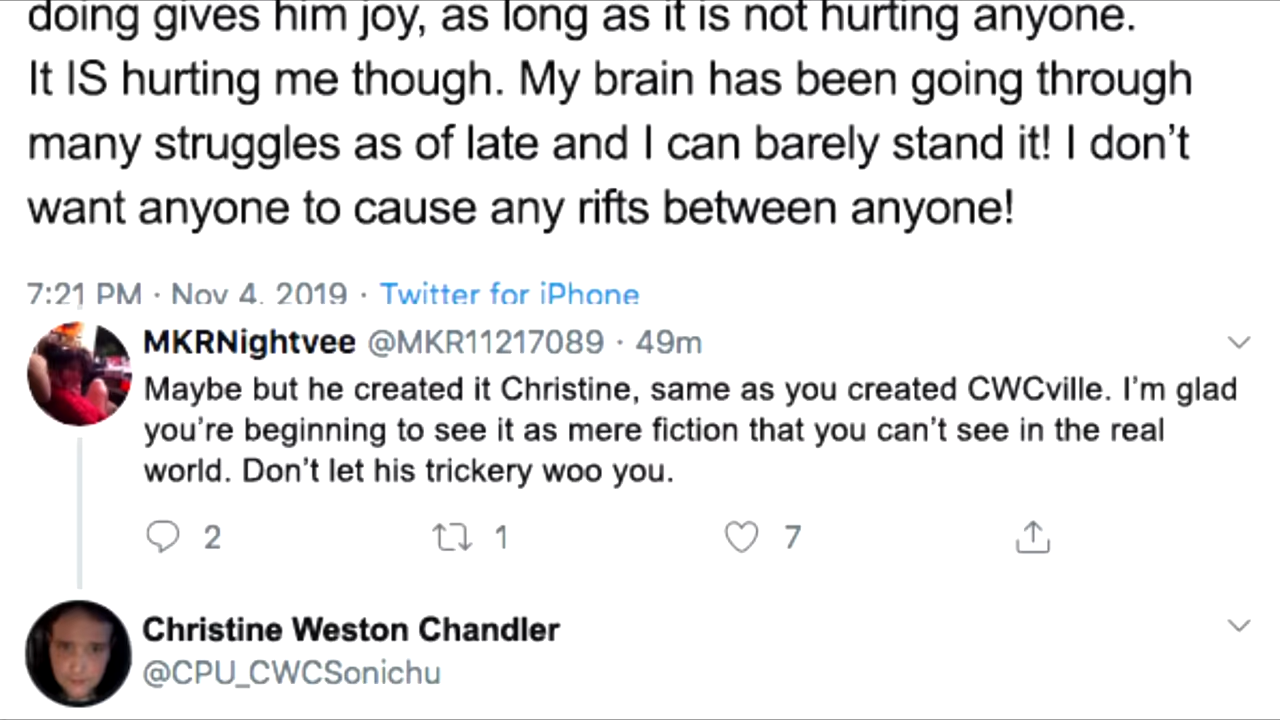 doing gives him joy, as long as it is not hurting anyone.
It IS hurting me though. My brain has been going through
many struggles as of late and I can barely stand it! I don’t
want anyone to cause any rifts between anyone!
7:21 PM · Nov 4, 2019 · Twitter for iPhone
MKRNightvee @MKR11217089 · 49m
Maybe but he created it Christine, same as you created CWCville. I’m glad
you’re beginning to see it as mere fiction that you can’t see in the real
world. Don’t let his trickery woo you.
2 1 7
Christine Weston Chandler
@CPU_CWCSonichu